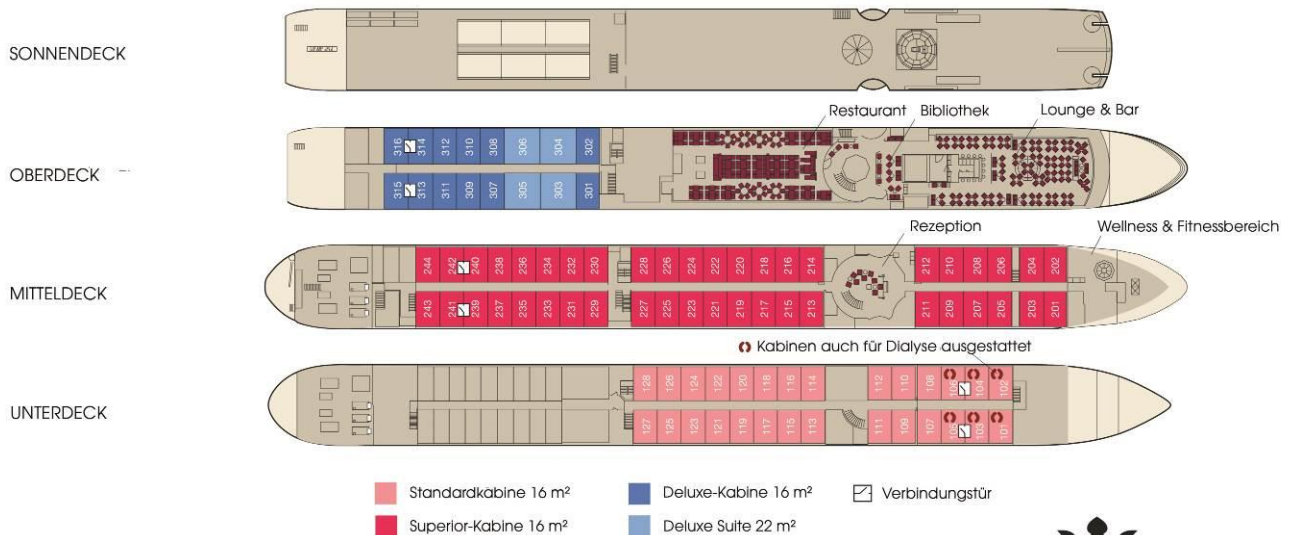 SONNENDECK
Restaurant Bibliothek Lounge & Bar
OBERDECK
316 314 312 310 308 306 304 302
315 313 311 309 307 305 303 301
Rezeption Wellness & Fitnessbereich
MITTELDECK
244 242 240 238 236 234 232 230 228 226 224 222 220 218 216 214 212 210 208 206 204 202
243 241 239 237 235 233 231 229 227 225 223 221 219 217 215 213 211 209 207 205 203 201
Kabinen auch für Dialyse ausgestattet
UNTERDECK
128 126 124 122 120 118 116 114 112 110 108 106 104 102
127 125 123 121 119 117 115 113 111 109 107 105 103 101
Standardkabine 16 m² Deluxe-Kabine 16 m² Verbindungstür
Superior-Kabine 16 m² Deluxe Suite 22 m²